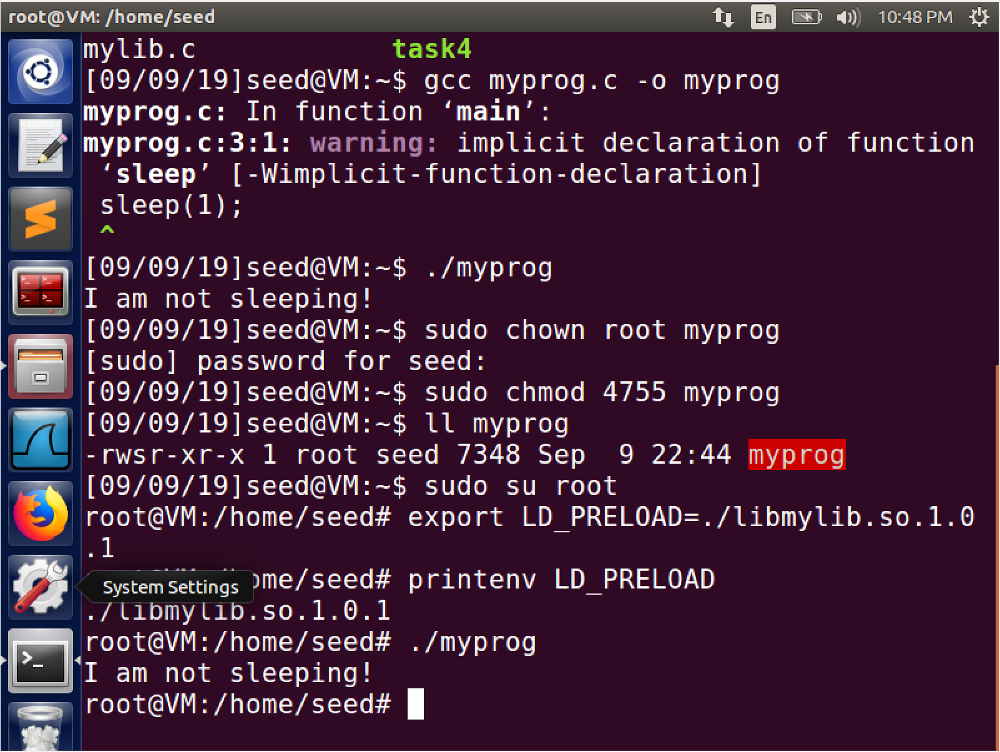 root@VM: /home/seed
En
10:48 PM
mylib.c task4
[09/09/19]seed@VM:~$ gcc myprog.c -o myprog
myprog.c: In function ‘main’:
myprog.c:3:1: warning: implicit declaration of function
‘sleep’ [-Wimplicit-function-declaration]
sleep(1);
^
[09/09/19]seed@VM:~$ ./myprog
I am not sleeping!
[09/09/19]seed@VM:~$ sudo chown root myprog
[sudo] password for seed:
[09/09/19]seed@VM:~$ sudo chmod 4755 myprog
[09/09/19]seed@VM:~$ ll myprog
-rwsr-xr-x 1 root seed 7348 Sep  9 22:44 myprog
[09/09/19]seed@VM:~$ sudo su root
root@VM:/home/seed# export LD_PRELOAD=./libmylib.so.1.0
.1
ome/seed# printenv LD_PRELOAD
System Settings
./libmylib.so.1.0.1
root@VM:/home/seed# ./myprog
I am not sleeping!
root@VM:/home/seed#